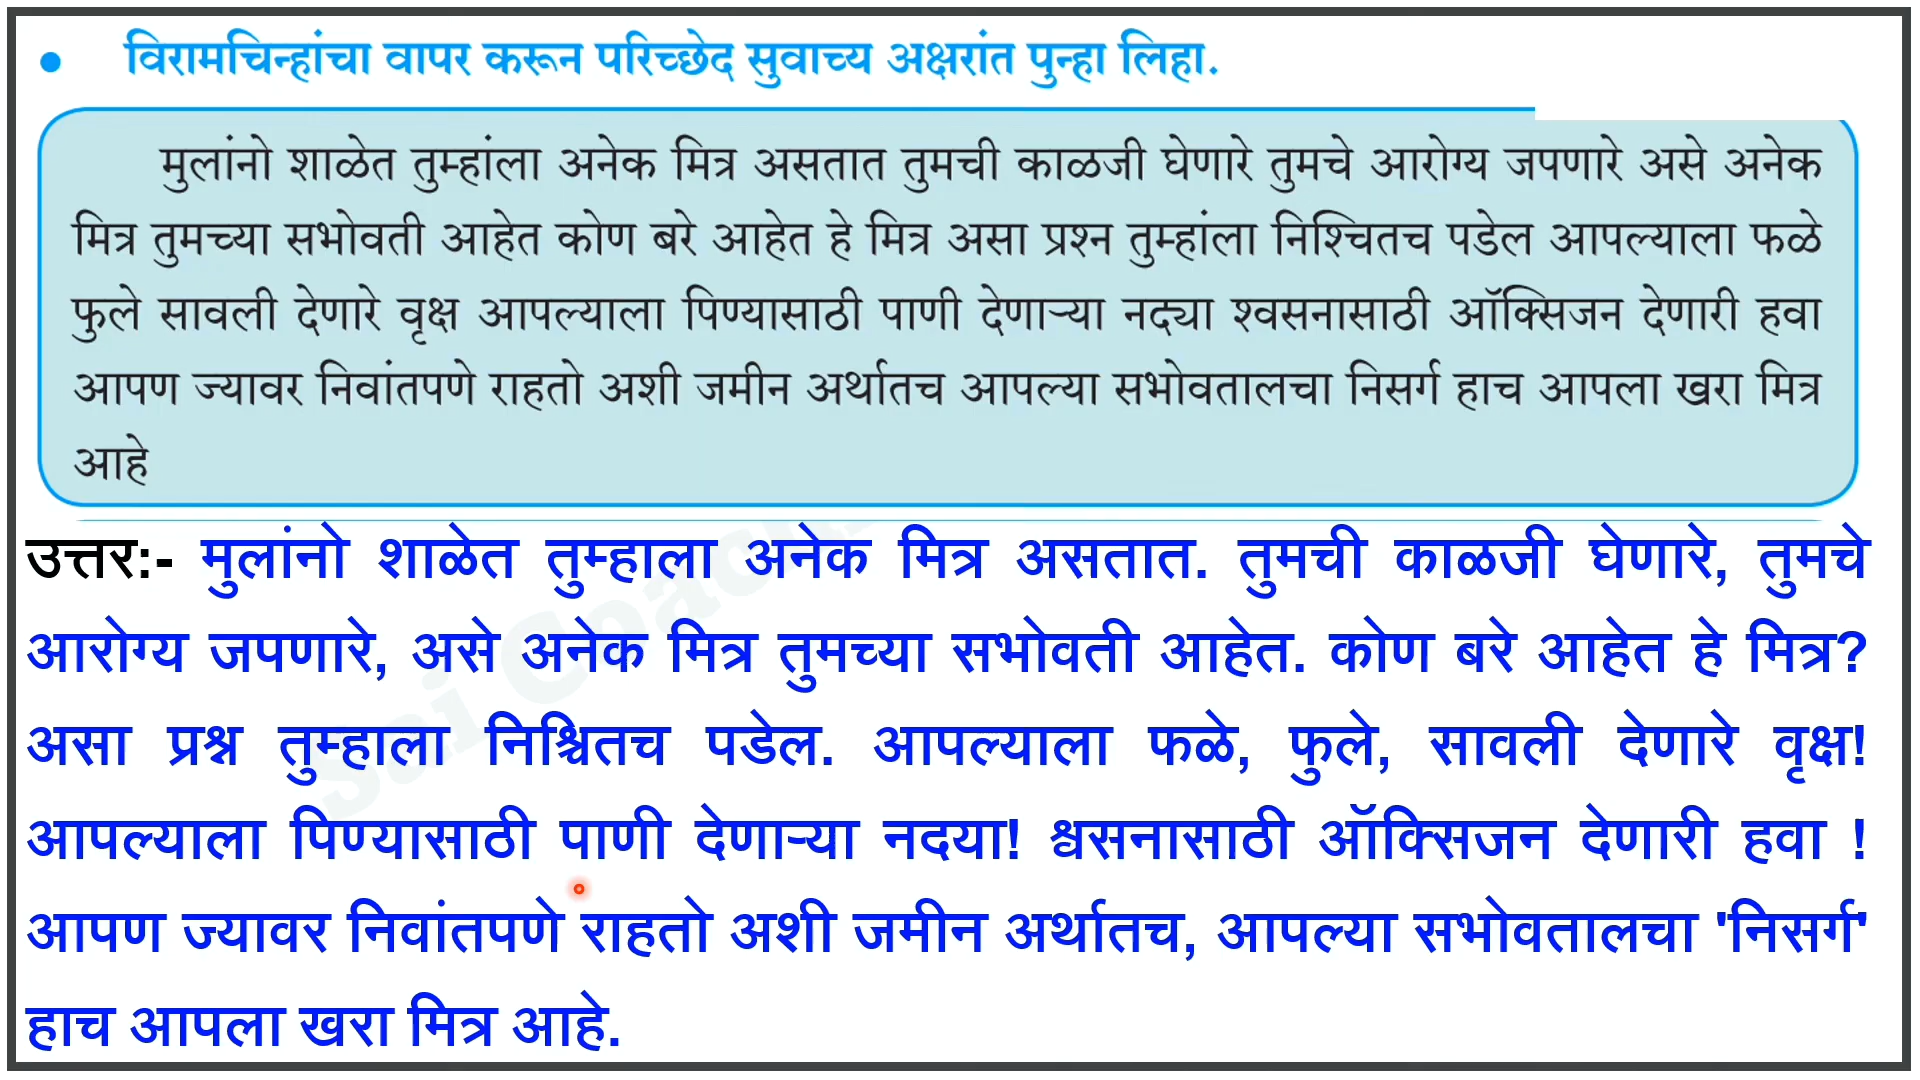 • विरामचिन्हांचा वापर करून परिच्छेद सुवाच्य अक्षरांत पुन्हा लिहा.
मुलांनो शाळेत तुम्हांला अनेक मित्र असतात तुमची काळजी घेणारे तुमचे आरोग्य जपणारे असे अनेक
मित्र तुमच्या सभोवती आहेत कोण बरे आहेत हे मित्र असा प्रश्न तुम्हांला निश्चितच पडेल आपल्याला फळे
फुले सावली देणारे वृक्ष आपल्याला पिण्यासाठी पाणी देणाऱ्या नद्या श्वसनासाठी ऑक्सिजन देणारी हवा
आपण ज्यावर निवांतपणे राहतो अशी जमीन अर्थातच आपल्या सभोवतालचा निसर्ग हाच आपला खरा मित्र
आहे
उत्तर:- मुलांनो शाळेत तुम्हाला अनेक मित्र असतात. तुमची काळजी घेणारे, तुमचे
आरोग्य जपणारे, असे अनेक मित्र तुमच्या सभोवती आहेत. कोण बरे आहेत हे मित्र?
असा प्रश्न तुम्हाला निश्चितच पडेल. आपल्याला फळे, फुले, सावली देणारे वृक्ष!
आपल्याला पिण्यासाठी पाणी देणाऱ्या नदया! श्वसनासाठी ऑक्सिजन देणारी हवा !
आपण ज्यावर निवांतपणे राहतो अशी जमीन अर्थातच, आपल्या सभोवतालचा 'निसर्ग'
हाच आपला खरा मित्र आहे.